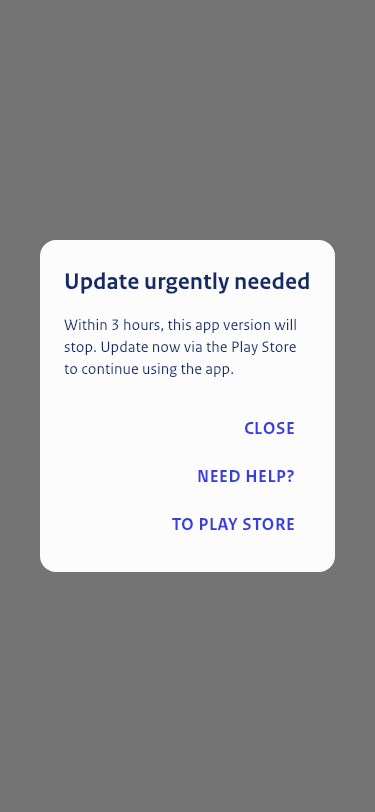 Update urgently needed
Within 3 hours, this app version will
stop. Update now via the Play Store
to continue using the app.
CLOSE
NEED HELP?
TO PLAY STORE